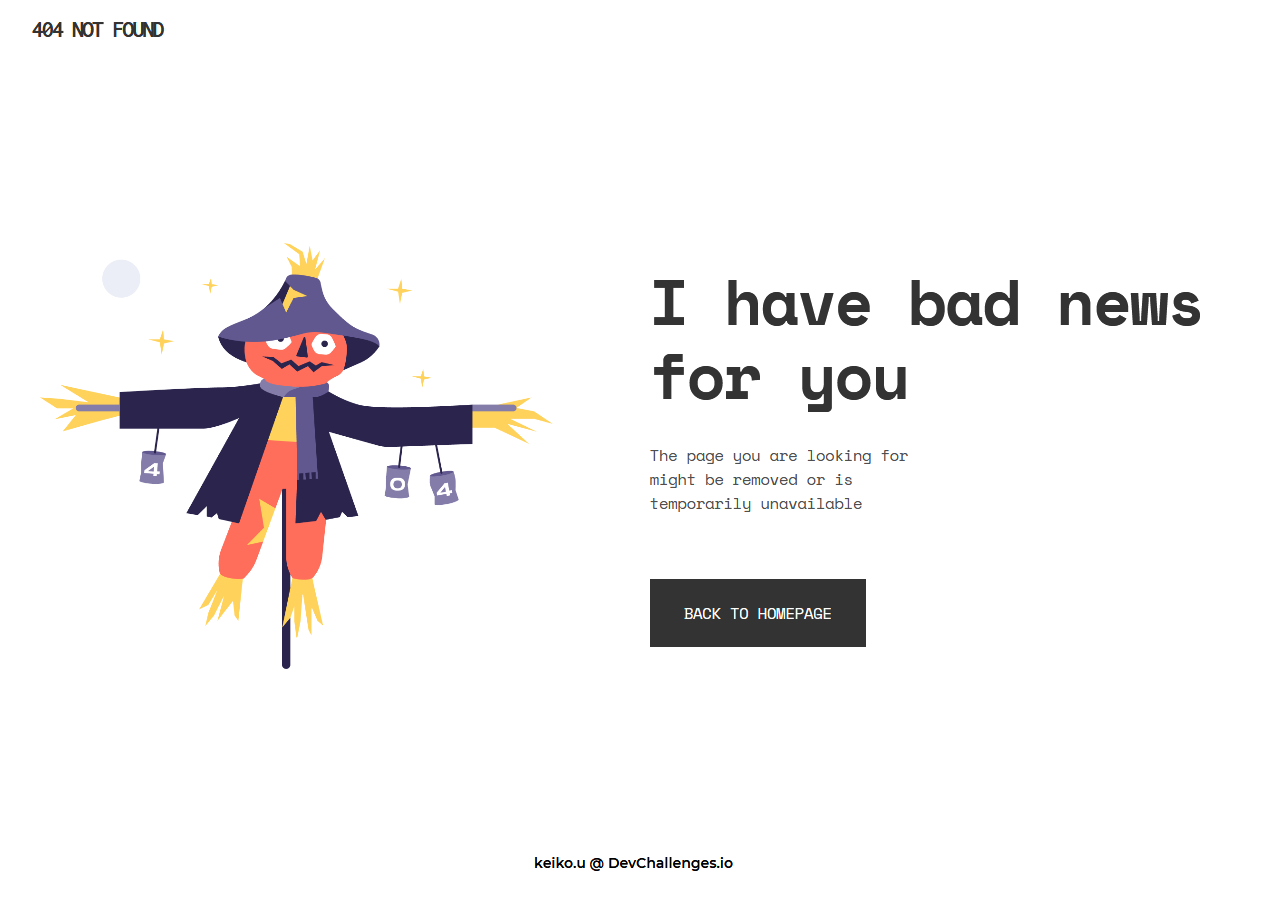 404 NOT FOUND
I have bad news
for you
The page you are looking for
might be removed or is
temporarily unavailable
4
0
4
BACK TO HOMEPAGE
keiko.u @ DevChallenges.io